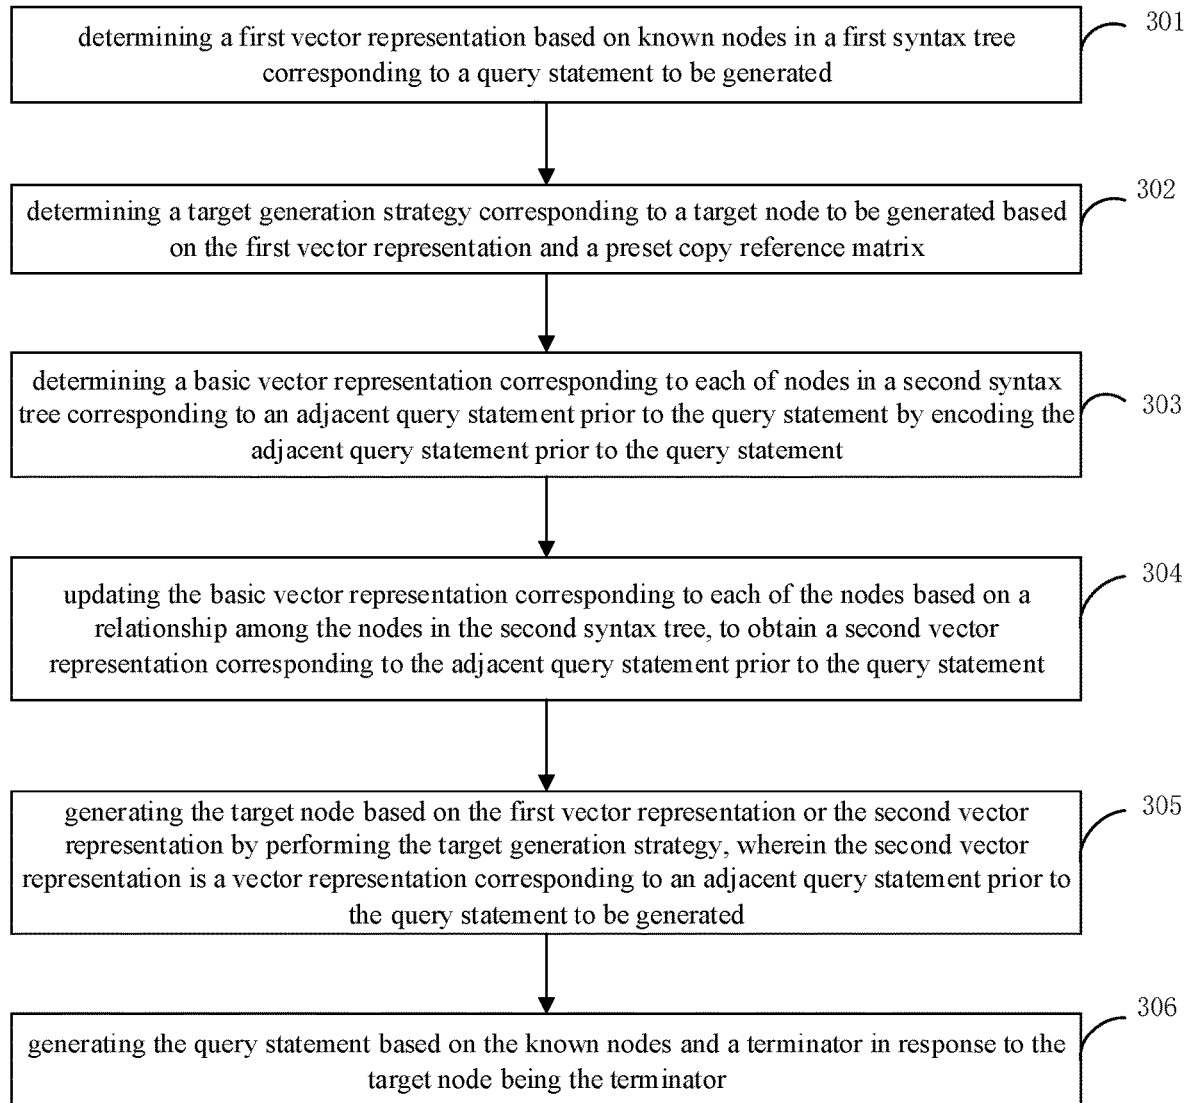 determining a first vector representation based on known nodes in a first syntax tree
corresponding to a query statement to be generated
301
determining a target generation strategy corresponding to a target node to be generated based
on the first vector representation and a preset copy reference matrix
302
determining a basic vector representation corresponding to each of nodes in a second syntax
tree corresponding to an adjacent query statement prior to the query statement by encoding the
adjacent query statement prior to the query statement
303
updating the basic vector representation corresponding to each of the nodes based on a
relationship among the nodes in the second syntax tree, to obtain a second vector
representation corresponding to the adjacent query statement prior to the query statement
304
generating the target node based on the first vector representation or the second vector
representation by performing the target generation strategy, wherein the second vector
representation is a vector representation corresponding to an adjacent query statement prior to
the query statement to be generated
305
generating the query statement based on the known nodes and a terminator in response to the
target node being the terminator
306